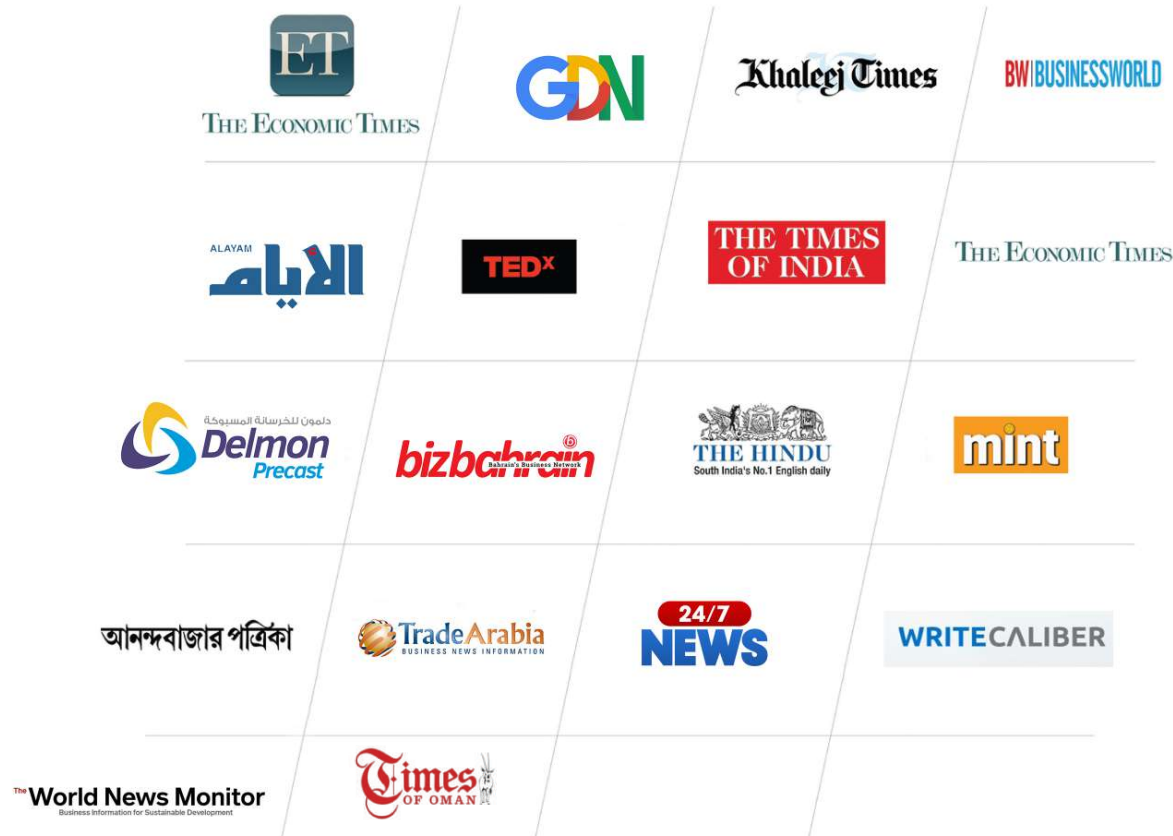 ET
THE ECONOMIC TIMES
GDN
Khaleej Times
BW|BUSINESSWORLD
ALAYAM
الأيام
TEDx
THE TIMES
OF INDIA
THE ECONOMIC TIMES
دلمون للخرسانة المسبوكة
Delmon
Precast
bizbahrain
Bahrain's Business Network
THE HINDU
South India's No.1 English daily
mint
আনন্দবাজার পত্রিকা
TradeArabia
BUSINESS NEWS INFORMATION
24/7
NEWS
WRITECALIBER
The World News Monitor
Business Information for Sustainable Development
Times
OF OMAN